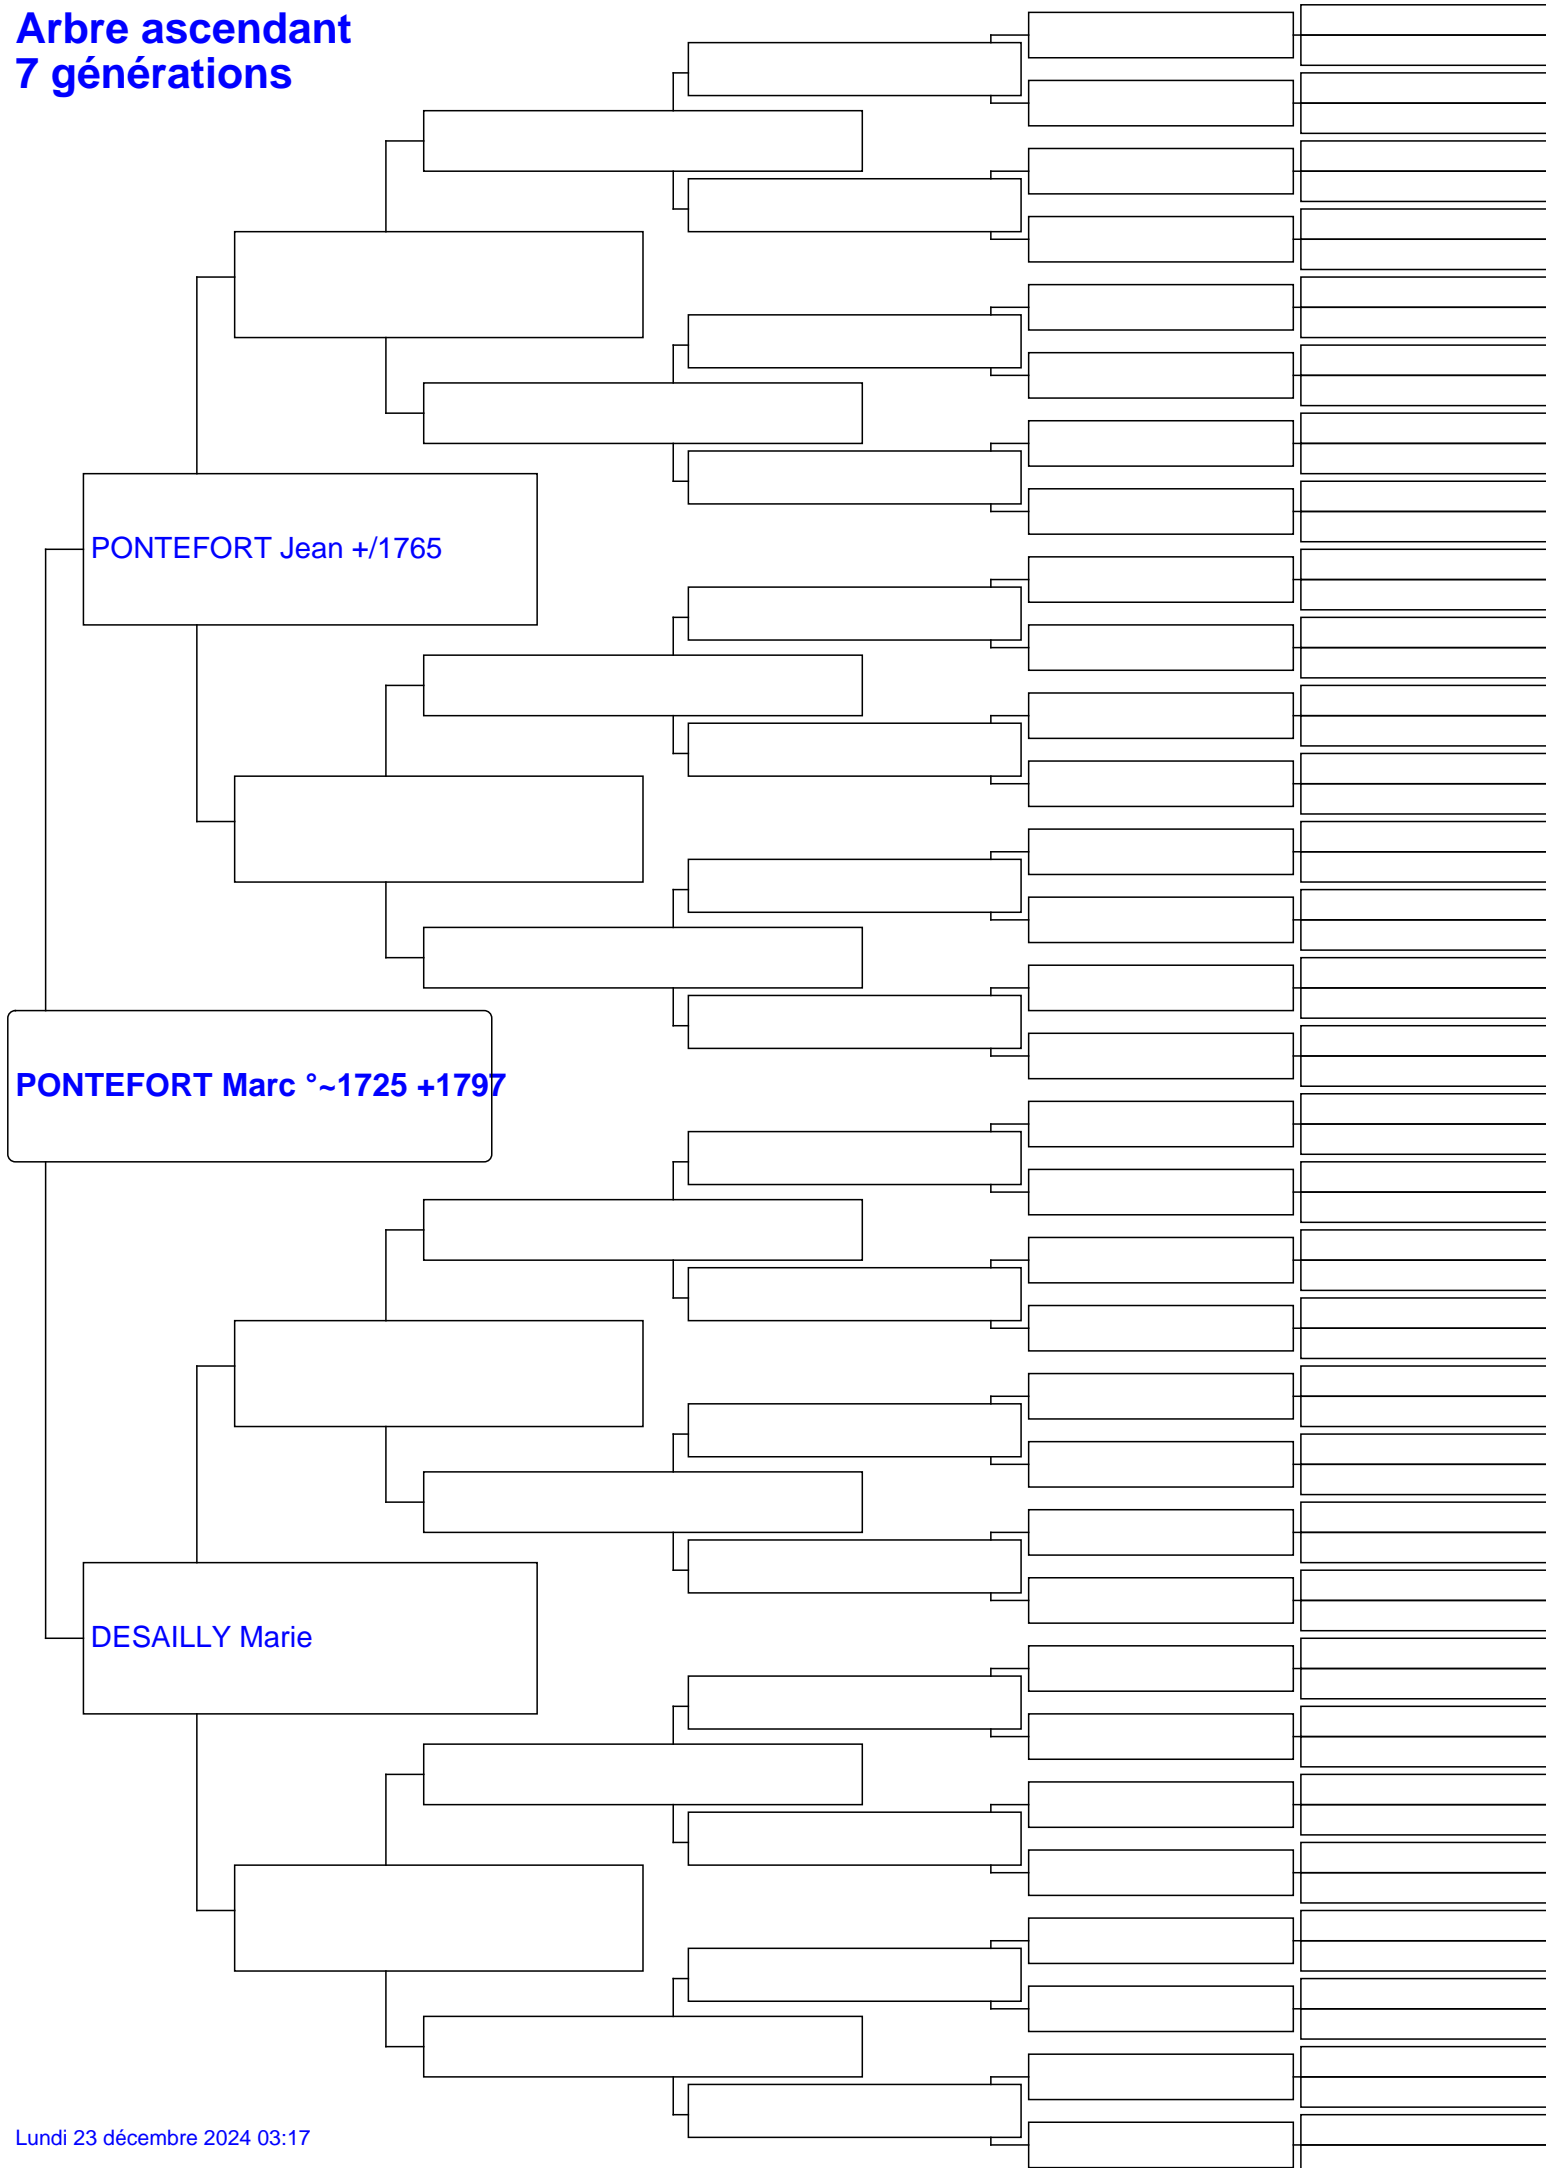 Arbre ascendant
7 générations
PONTEFORT Jean +/1765
PONTEFORT Marc °~1725 +1797
DESAILLY Marie
Lundi 23 décembre 2024 03:17